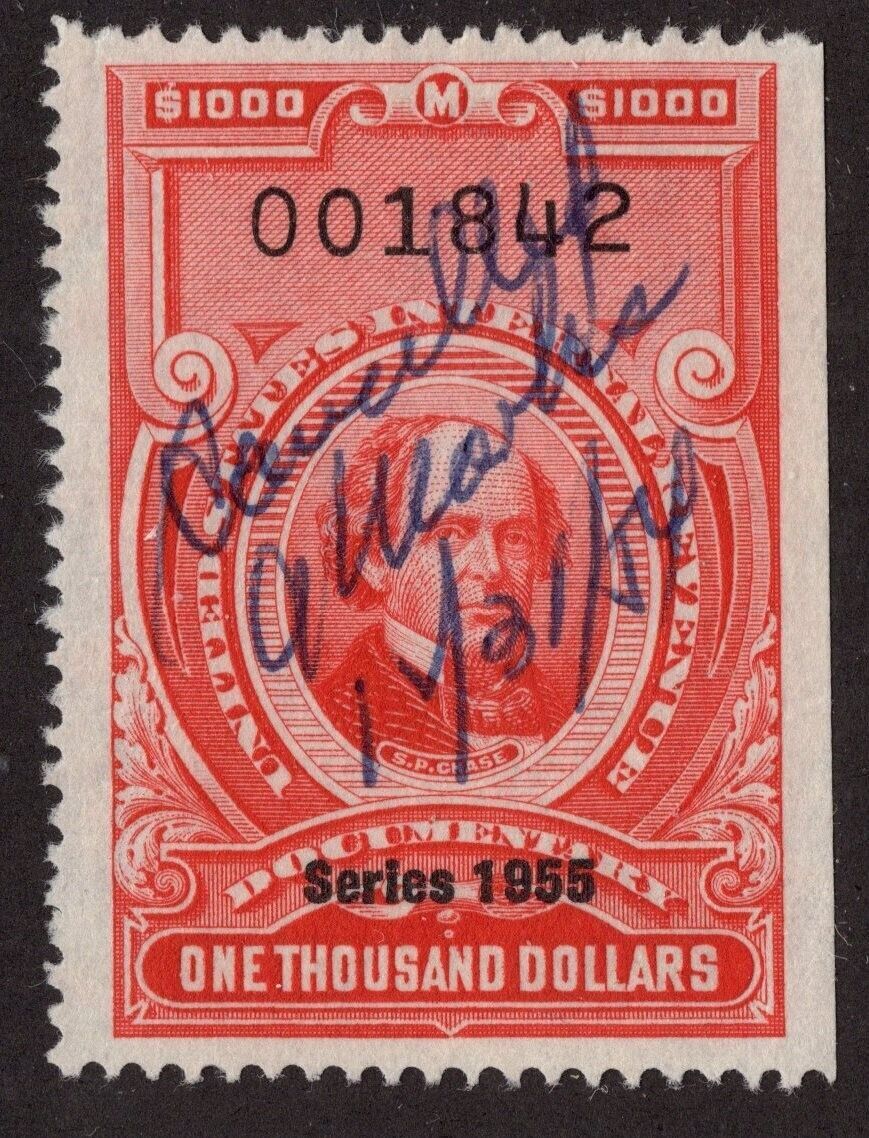 $1000 M $1000
001842
UNITED STATES INTERNAL REVENUE
S.P. CHASE
DOCUMENTARY
Series 1955
ONE THOUSAND DOLLARS